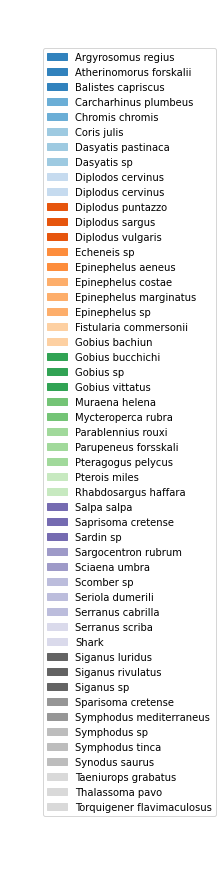 Argyrosomus regius
Atherinomorus forskalii
Balistes capriscus
Carcharhinus plumbeus
Chromis chromis
Coris julis
Dasyatis pastinaca
Dasyatis sp
Diplodos cervinus
Diplodus cervinus
Diplodus puntazzo
Diplodus sargus
Diplodus vulgaris
Echeneis sp
Epinephelus aeneus
Epinephelus costae
Epinephelus marginatus
Epinephelus sp
Fistularia commersonii
Gobius bachiun
Gobius bucchichi
Gobius sp
Gobius vittatus
Muraena helena
Mycteroperca rubra
Parablennius rouxi
Parupeneus forsskali
Pteragogus pelycus
Pterois miles
Rhabdosargus haffara
Salpa salpa
Saprisoma cretense
Sardin sp
Sargocentron rubrum
Sciaena umbra
Scomber sp
Seriola dumerili
Serranus cabrilla
Serranus scriba
Shark
Siganus luridus
Siganus rivulatus
Siganus sp
Sparisoma cretense
Symphodus mediterraneus
Symphodus sp
Symphodus tinca
Synodus saurus
Taeniurops grabatus
Thalassoma pavo
Torquigener flavimaculosus